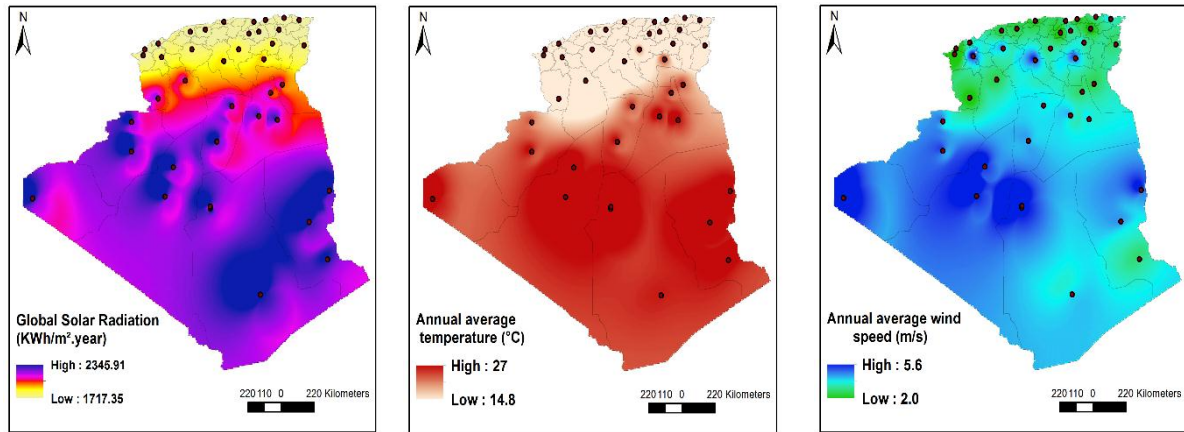 N
Global Solar Radiation
(KWh/m².year)
High : 2345.91
Low : 1717.35
220 110 0 220 Kilometers
N
Annual average
temperature (°C)
High : 27
Low : 14.8
220 110 0 220 Kilometers
N
Annual average wind
speed (m/s)
High : 5.6
Low : 2.0
220 110 0 220 Kilometers